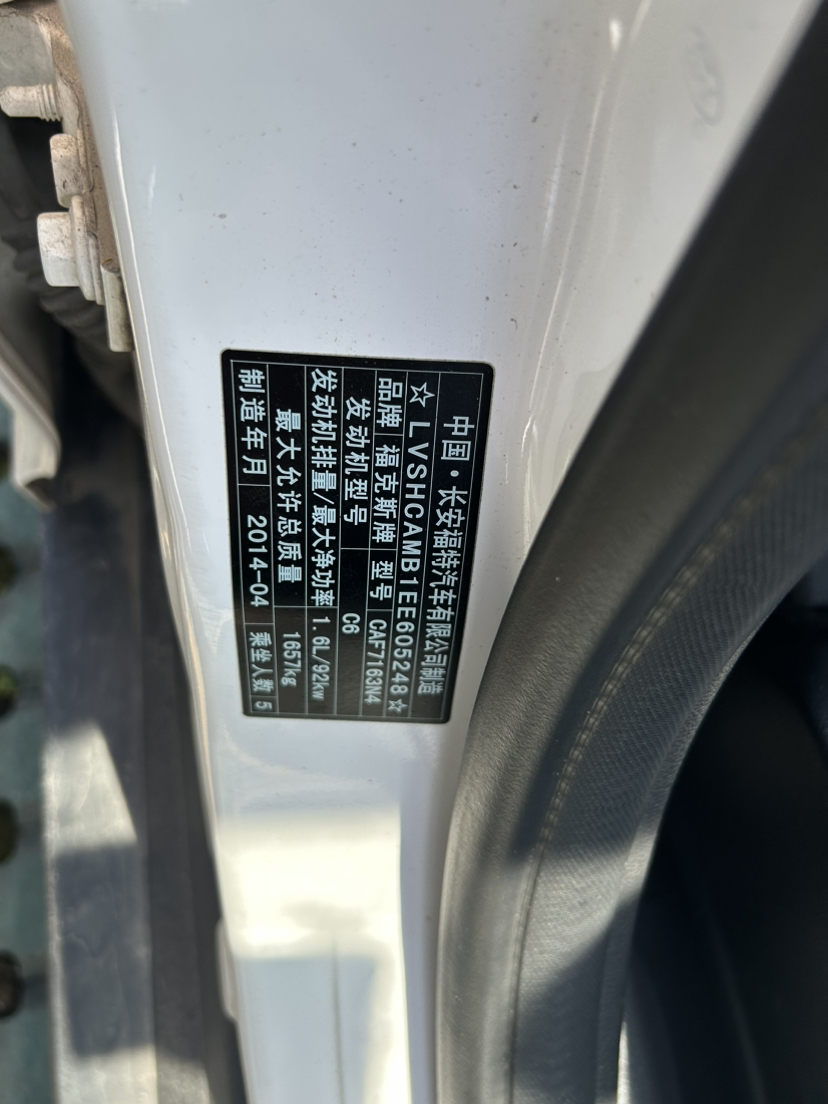 中国·长安福特汽车有限公司制造
☆LVSHCAMB1EE605248☆
品牌 福克斯牌 型号 CAF7163N4
发动机型号 C6
发动机排量/最大净功率 1.6L/92kw
最大允许总质量 1657kg
制造年月 2014-04 乘坐人数 5